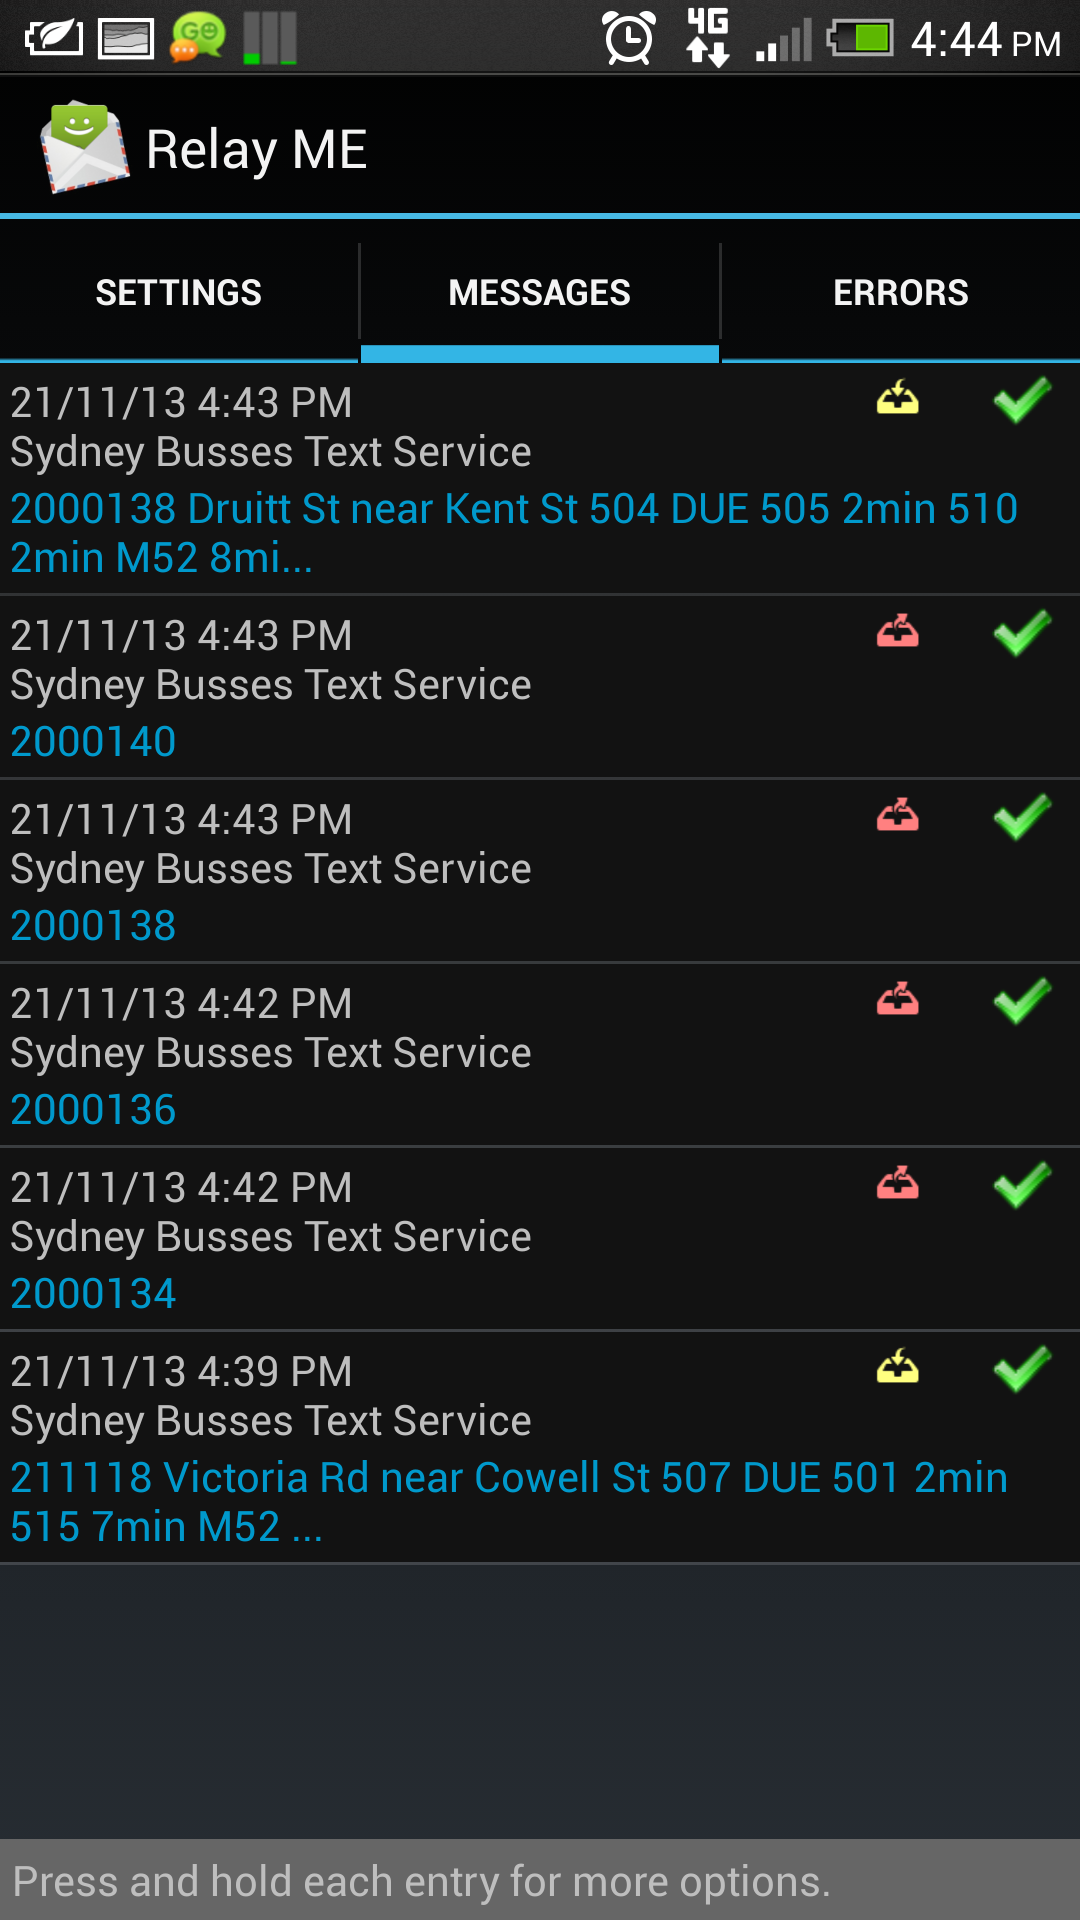 GO
4G
4:44 PM
Relay ME
SETTINGS
MESSAGES
ERRORS
21/11/13 4:43 PM
Sydney Busses Text Service
2000138 Druitt St near Kent St 504 DUE 505 2min 510
2min M52 8mi...
21/11/13 4:43 PM
Sydney Busses Text Service
2000140
21/11/13 4:43 PM
Sydney Busses Text Service
2000138
21/11/13 4:42 PM
Sydney Busses Text Service
2000136
21/11/13 4:42 PM
Sydney Busses Text Service
2000134
21/11/13 4:39 PM
Sydney Busses Text Service
211118 Victoria Rd near Cowell St 507 DUE 501 2min
515 7min M52 ...
Press and hold each entry for more options.